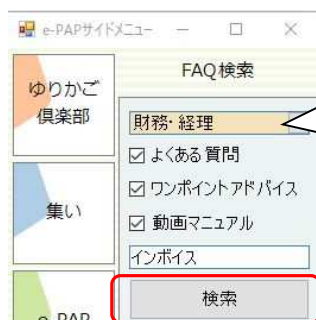 e-PAPサイドメニュー
ゆりかご
倶楽部
集い
e-PAP
FAQ検索
財務・経理
よくある質問
ワンポイントアドバイス
動画マニュアル
インボイス
検索